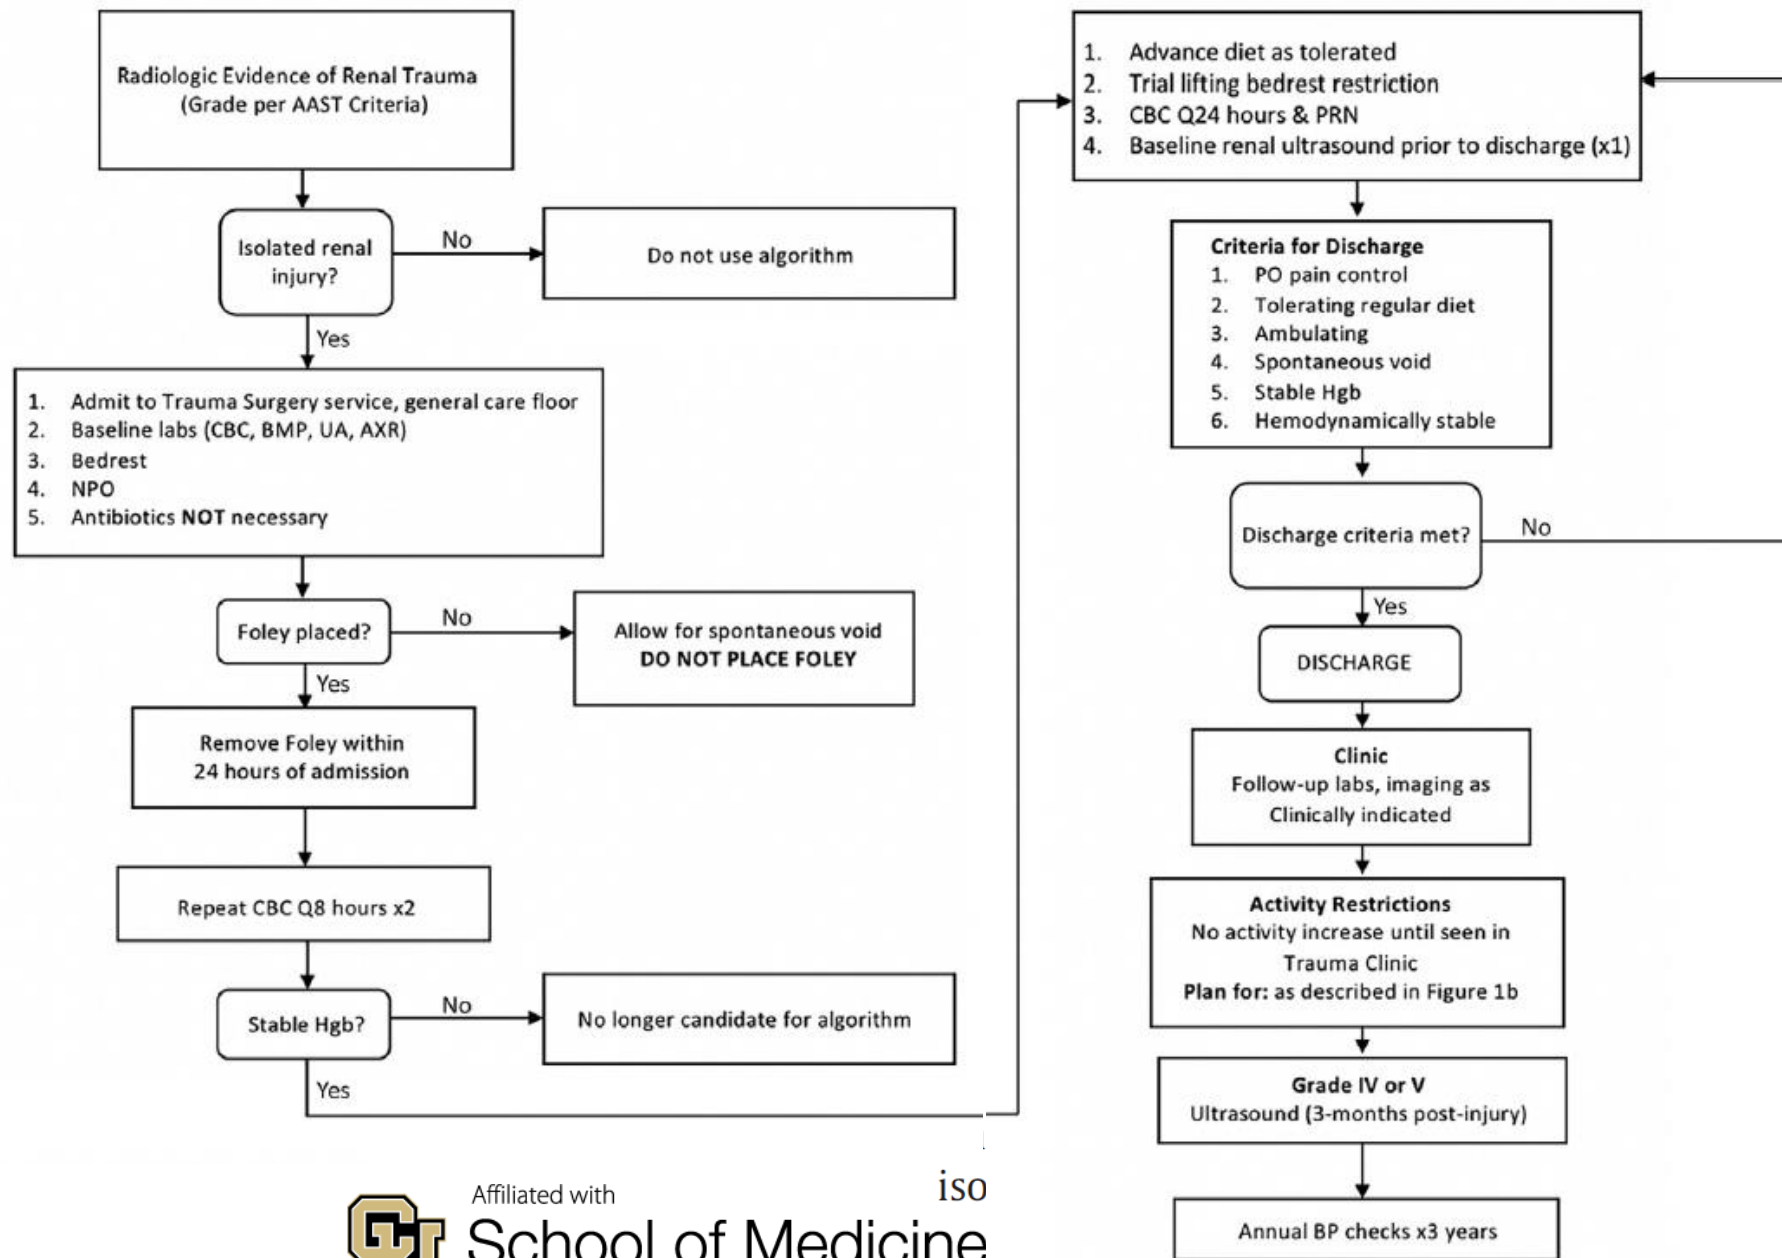 Radiologic Evidence of Renal Trauma
(Grade per AAST Criteria)
Isolated renal
injury?
No
Do not use algorithm
Yes
1. Admit to Trauma Surgery service, general care floor
2. Baseline labs (CBC, BMP, UA, AXR)
3. Bedrest
4. NPO
5. Antibiotics NOT necessary
Foley placed?
No
Allow for spontaneous void
DO NOT PLACE FOLEY
Yes
Remove Foley within
24 hours of admission
Repeat CBC Q8 hours x2
Stable Hgb?
No
No longer candidate for algorithm
Yes
1. Advance diet as tolerated
2. Trial lifting bedrest restriction
3. CBC Q24 hours & PRN
4. Baseline renal ultrasound prior to discharge (x1)
Criteria for Discharge
1. PO pain control
2. Tolerating regular diet
3. Ambulating
4. Spontaneous void
5. Stable Hgb
6. Hemodynamically stable
Discharge criteria met?
No
Yes
DISCHARGE
Clinic
Follow-up labs, imaging as
Clinically indicated
Activity Restrictions
No activity increase until seen in
Trauma Clinic
Plan for: as described in Figure 1b
Grade IV or V
Ultrasound (3-months post-injury)
Annual BP checks x3 years
iso
Affiliated with
School of Medicine